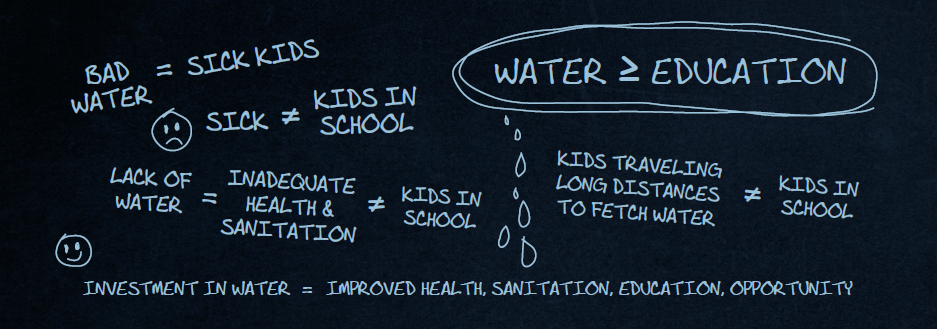 BAD WATER = SICK KIDS
SICK ≠ KIDS IN SCHOOL
LACK OF WATER = INADEQUATE HEALTH & SANITATION ≠ KIDS IN SCHOOL
WATER ≥ EDUCATION
KIDS TRAVELING LONG DISTANCES TO FETCH WATER ≠ KIDS IN SCHOOL
INVESTMENT IN WATER = IMPROVED HEALTH, SANITATION, EDUCATION, OPPORTUNITY